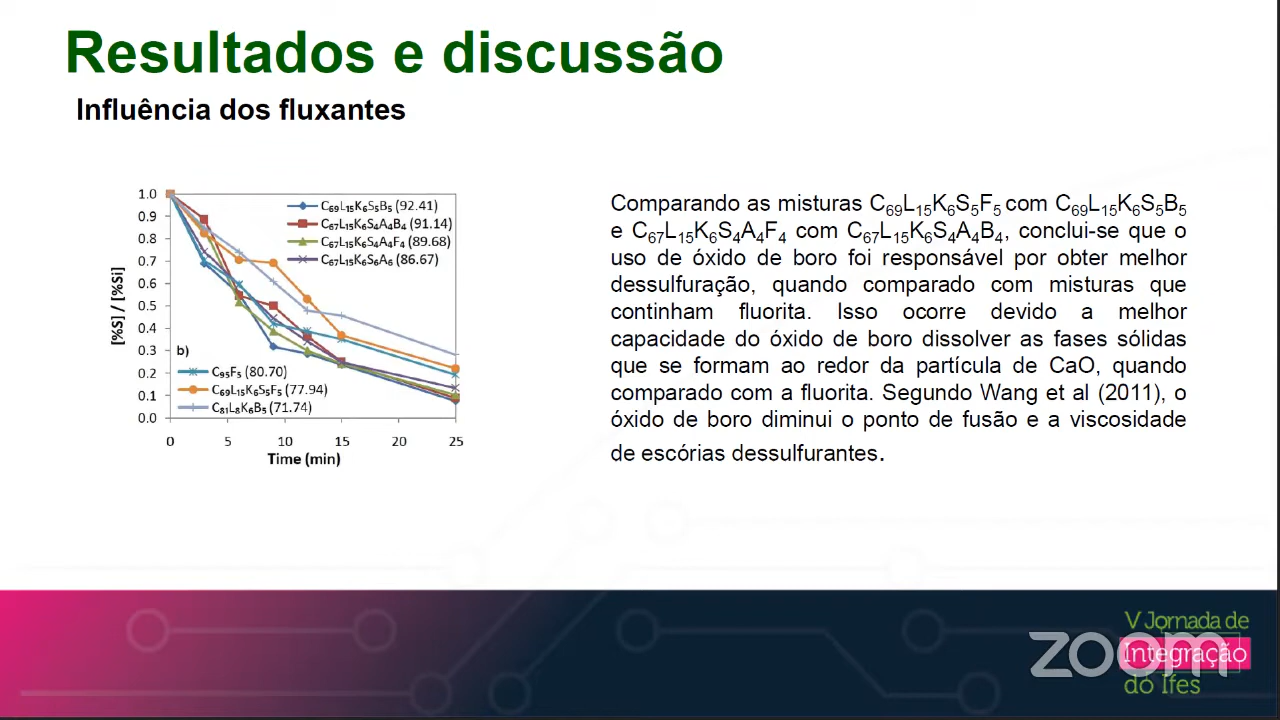 Resultados e discussão
Influência dos fluxantes
1.0
0.9
0.8
0.7
0.6
0.5
0.4
0.3
0.2
0.1
0.0
[%S] / [%Si]
C69L15K6S5B5 (92.41)
C67L15K6S4A4B4 (91.14)
C67L15K6S4A4F4 (89.68)
C67L15K6S6A6 (86.67)
b)
C95F5 (80.70)
C69L15K6S5F5 (77.94)
C81L8K6B5 (71.74)
0 5 10 15 20 25
Time (min)
Comparando as misturas C69L15K6S5F5 com C69L15K6S5B5
e C67L15K6S4A4F4 com C67L15K6S4A4B4, conclui-se que o
uso de óxido de boro foi responsável por obter melhor
dessulfuração, quando comparado com misturas que
continham fluorita. Isso ocorre devido a melhor
capacidade do óxido de boro dissolver as fases sólidas
que se formam ao redor da partícula de CaO, quando
comparado com a fluorita. Segundo Wang et al (2011), o
óxido de boro diminui o ponto de fusão e a viscosidade
de escórias dessulfurantes.
V Jornada de
Integração
do Ifes
zoom